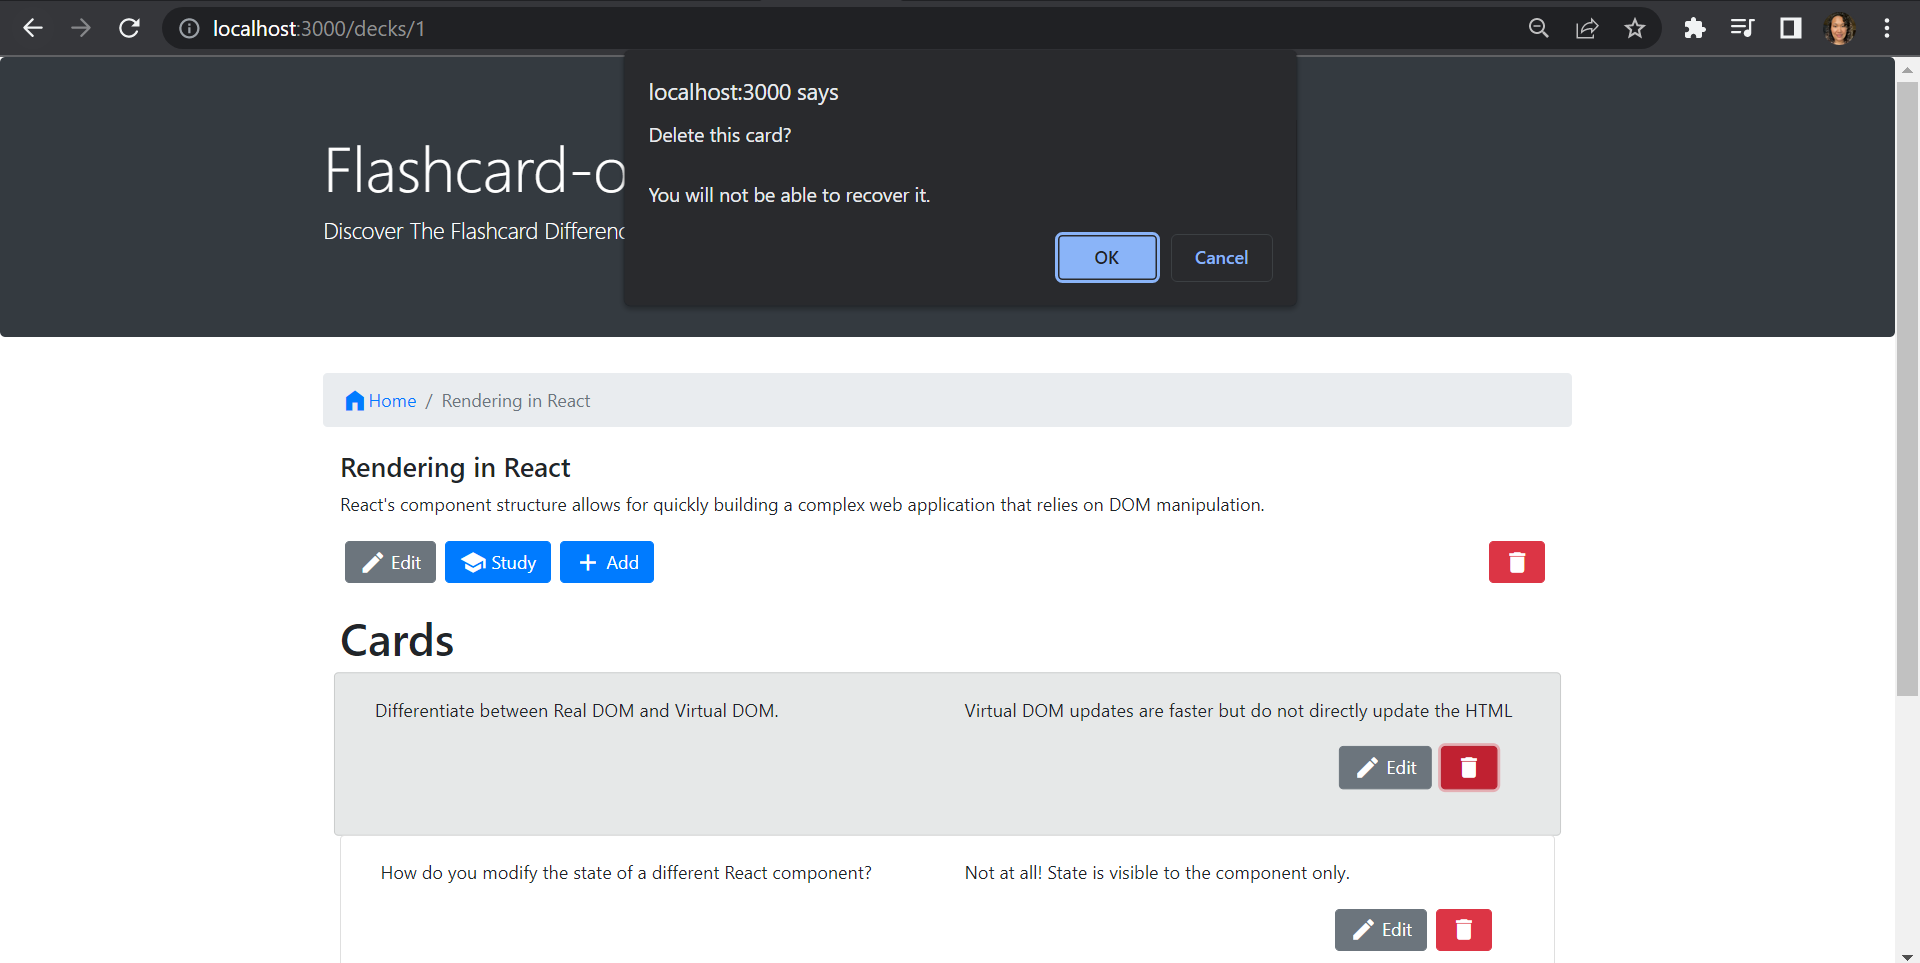 localhost:3000/decks/1
localhost:3000 says
Delete this card?
You will not be able to recover it.
OK Cancel
Flashcard-o
Discover The Flashcard Differenc
Home / Rendering in React
Rendering in React
React's component structure allows for quickly building a complex web application that relies on DOM manipulation.
Edit Study + Add
Cards
Differentiate between Real DOM and Virtual DOM. Virtual DOM updates are faster but do not directly update the HTML
Edit
How do you modify the state of a different React component? Not at all! State is visible to the component only.
Edit